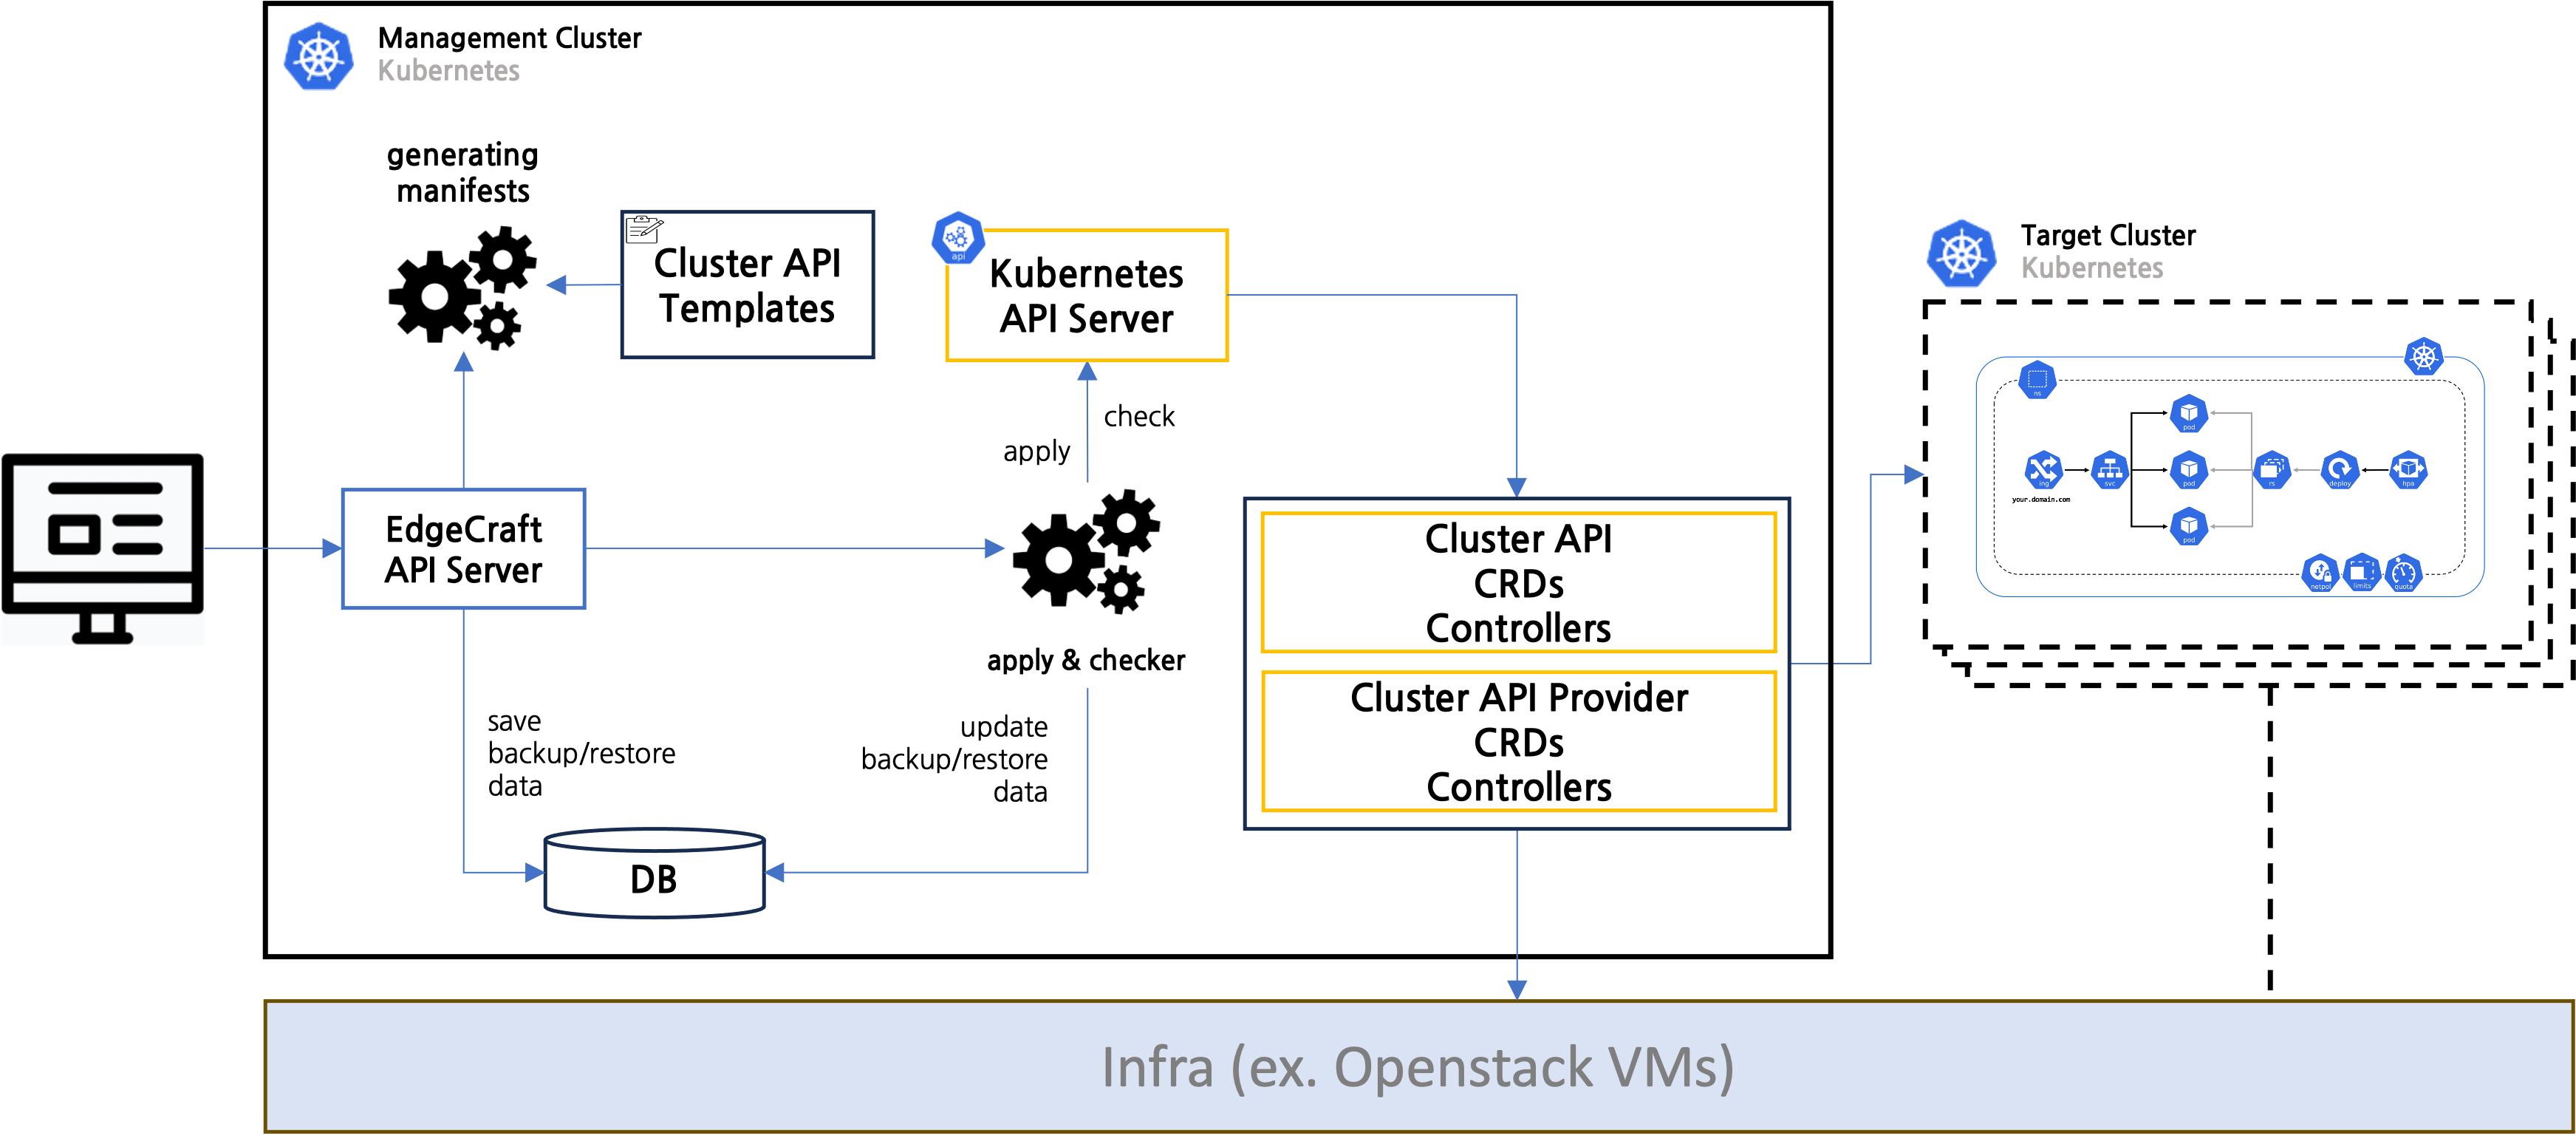 Management Cluster
Kubernetes
generating
manifests
Cluster API
Templates
api
Kubernetes
API Server
check
apply
EdgeCraft
API Server
apply & checker
save
backup/restore
data
update
backup/restore
data
DB
Cluster API
CRDs
Controllers
Cluster API Provider
CRDs
Controllers
Target Cluster
Kubernetes
ns
pod
ing
svc
pod
rs
deploy
hpa
your.domain.com
pod
netpol
limits
quota
Infra (ex. Openstack VMs)